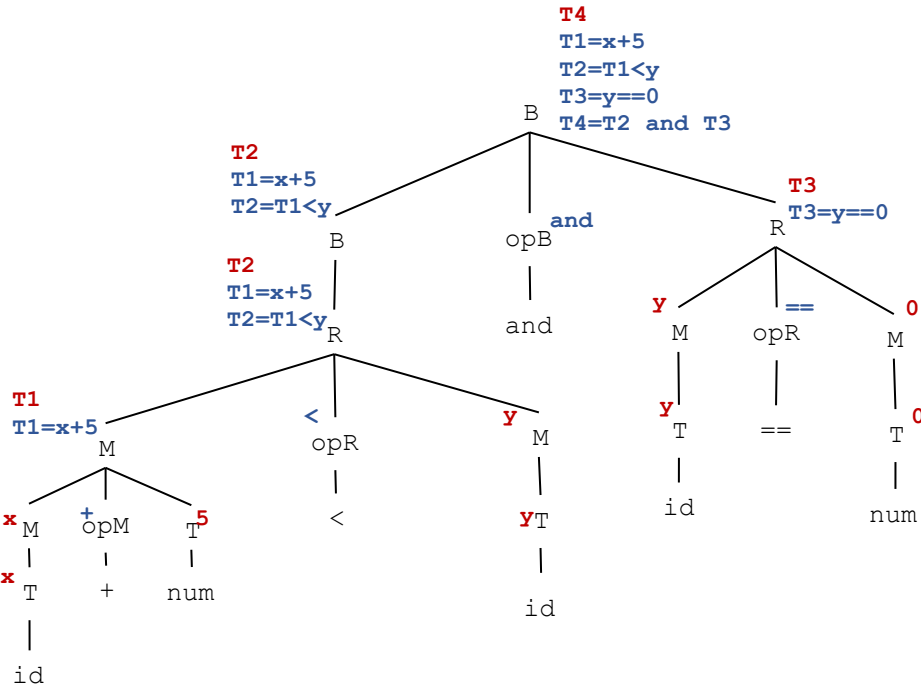 T4
T1=x+5
T2=T1<y
T3=y==0
B
T4=T2 and T3
T2
T1=x+5
T2=T1<y
T3
T3=y==0
B
opB
and
R
T2
T1=x+5
T2=T1<y
and
R
y
M
==
opR
0
M
T1
T1=x+5
M
<
opR
y
M
y
T
==
0
T
x
M
+
opM
T
5
<
y
T
id
num
x
T
+
num
id
id